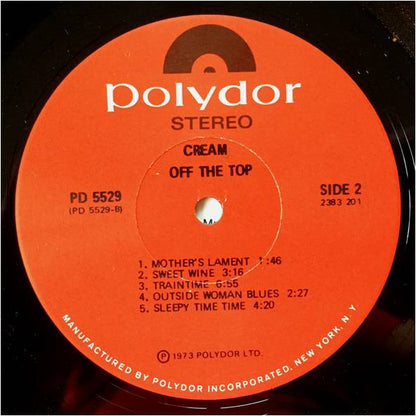 polydor
STEREO
CREAM
OFF THE TOP
PD 5529
(PD 5529-B)
SIDE 2
2383 201
1. MOTHER'S LAMENT 1:46
2. SWEET WINE 3:16
3. TRAINTIME 6:55
4. OUTSIDE WOMAN BLUES 2:27
5. SLEEPY TIME TIME 4:20
Ⓟ 1973 POLYDOR LTD.
MANUFACTURED BY POLYDOR INCORPORATED. NEW YORK, N.Y